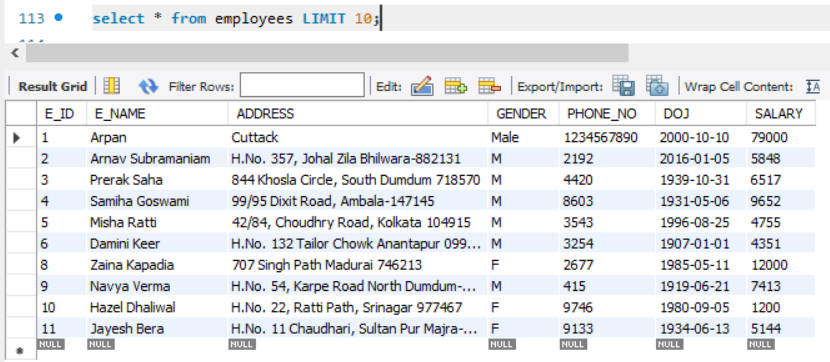 113 select * from employees LIMIT 10;
Result Grid Filter Rows: Edit: Export/Import: Wrap Cell Content: IA
E_ID E_NAME ADDRESS GENDER PHONE_NO DOJ SALARY
1 Arpan Cuttack Male 1234567890 2000-10-10 79000
2 Arnav Subramaniam H.No. 357, Johal Zila Bhilwara-882131 M 2192 2016-01-05 5848
3 Prerak Saha 844 Khosla Circle, South Dumdum 718570 M 4420 1939-10-31 6517
4 Samiha Goswami 99/95 Dixit Road, Ambala-147145 M 8603 1931-05-06 9652
5 Misha Ratti 42/84, Choudhry Road, Kolkata 104915 M 3543 1996-08-25 4755
6 Damini Keer H.No. 132 Tailor Chowk Anantapur 099... M 3254 1907-01-01 4351
8 Zaina Kapadia 707 Singh Path Madurai 746213 F 2677 1985-05-11 12000
9 Navya Verma H.No. 54, Karpe Road North Dumdum-... M 415 1919-06-21 7413
10 Hazel Dhaliwal H.No. 22, Ratti Path, Srinagar 977467 F 9746 1980-09-05 1200
11 Jayesh Bera H.No. 11 Chaudhari, Sultan Pur Majra-... F 9133 1934-06-13 5144
NULL NULL NULL NULL NULL NULL NULL